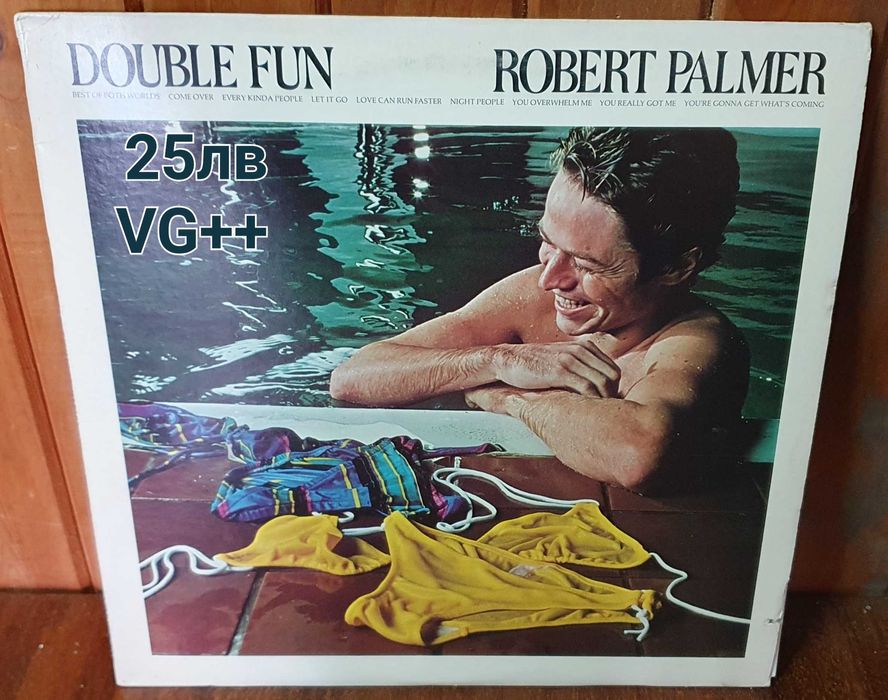 DOUBLE FUN ROBERT PALMER
BEST OF BOTH WORLDS COME OVER EVERY KINDA PEOPLE LET IT GO LOVE CAN RUN FASTER NIGHT PEOPLE YOU OVERWHELM ME YOU REALLY GOT ME YOU'RE GONNA GET WHAT'S COMING
25лв
VG++